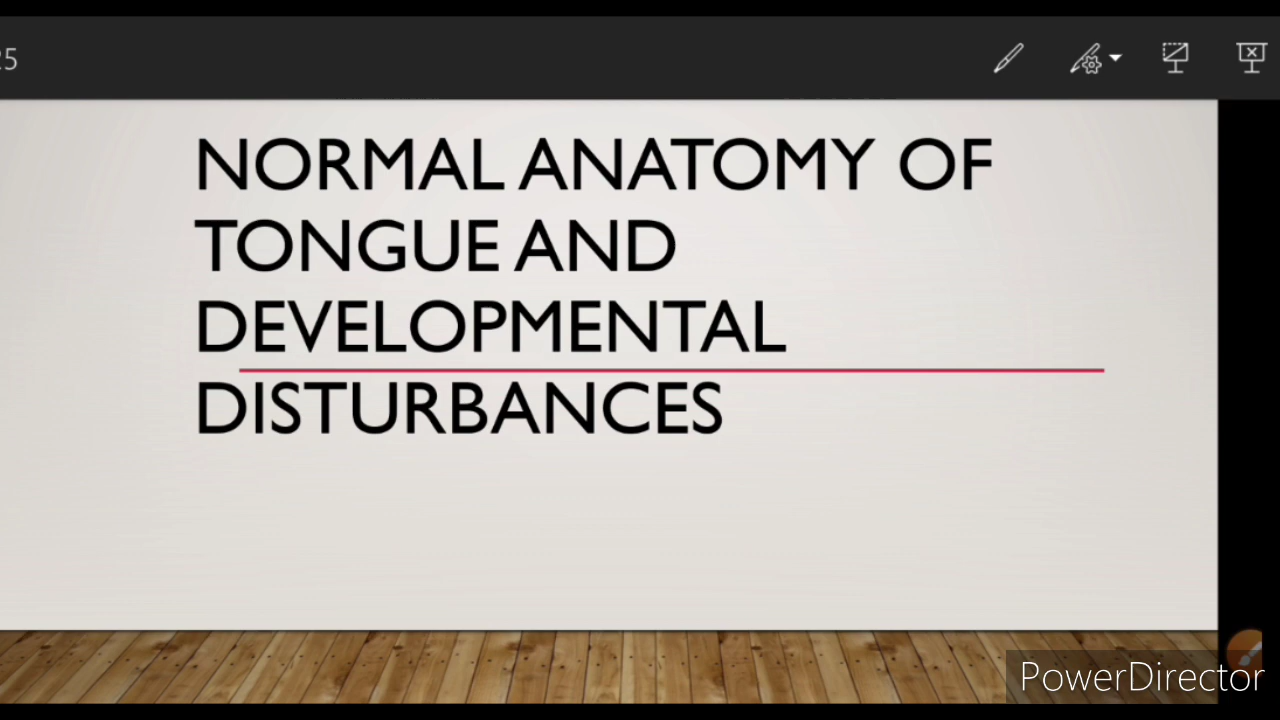 25
NORMAL ANATOMY OF
TONGUE AND
DEVELOPMENTAL
DISTURBANCES
PowerDirector